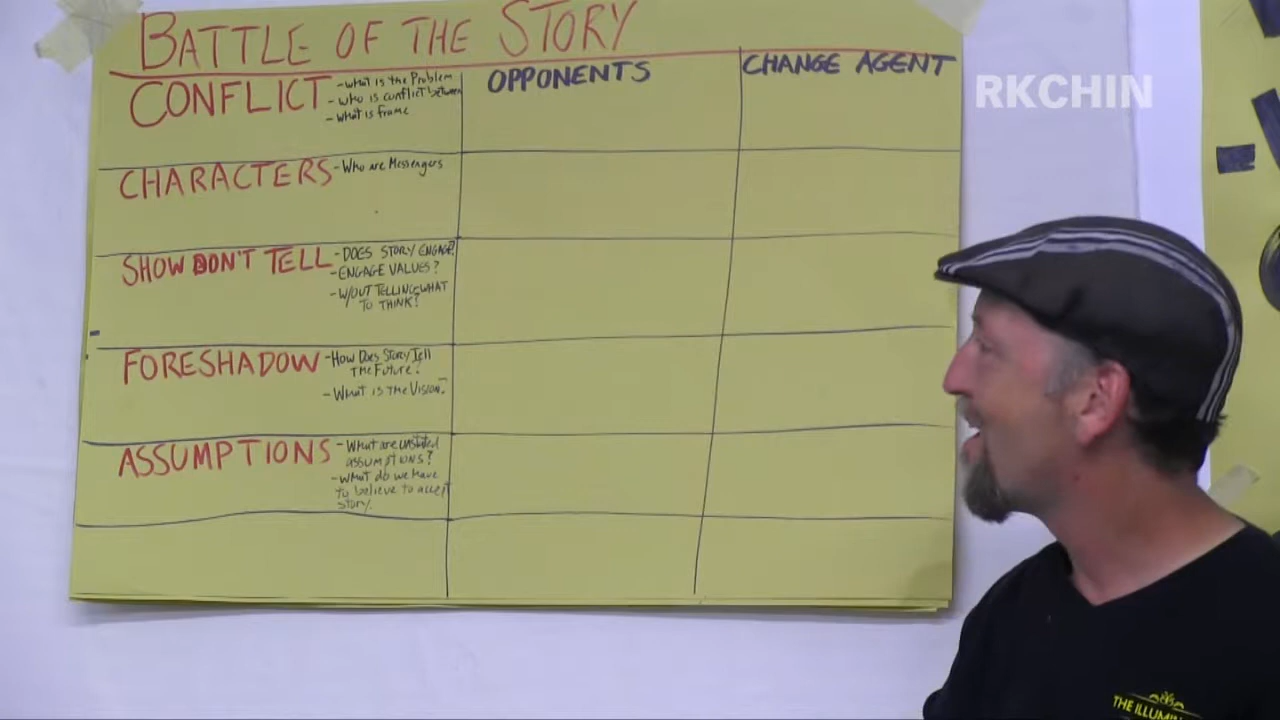 BATTLE OF THE STORY
CONFLICT
- What is the Problem
- Who is conflict between
- What is frame
OPPONENTS
CHANGE AGENT
CHARACTERS
- Who are Messengers
SHOW DON'T TELL
- DOES STORY ENGAGE?
- ENGAGE VALUES?
- W/OUT TELLING WHAT
TO THINK?
FORESHADOW
- How Does Story Tell
The Future?
- What is the Vision?
ASSUMPTIONS
- What are unstated
assumptions?
- What do we have
to believe to accept
story.
RKCHIN
THE